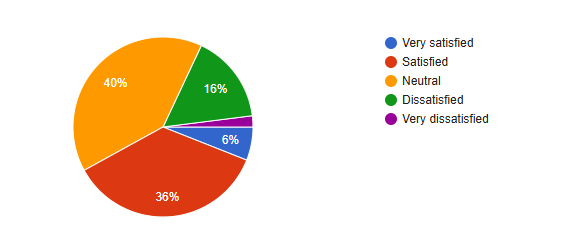 40%
16%
6%
36%
Very satisfied
Satisfied
Neutral
Dissatisfied
Very dissatisfied